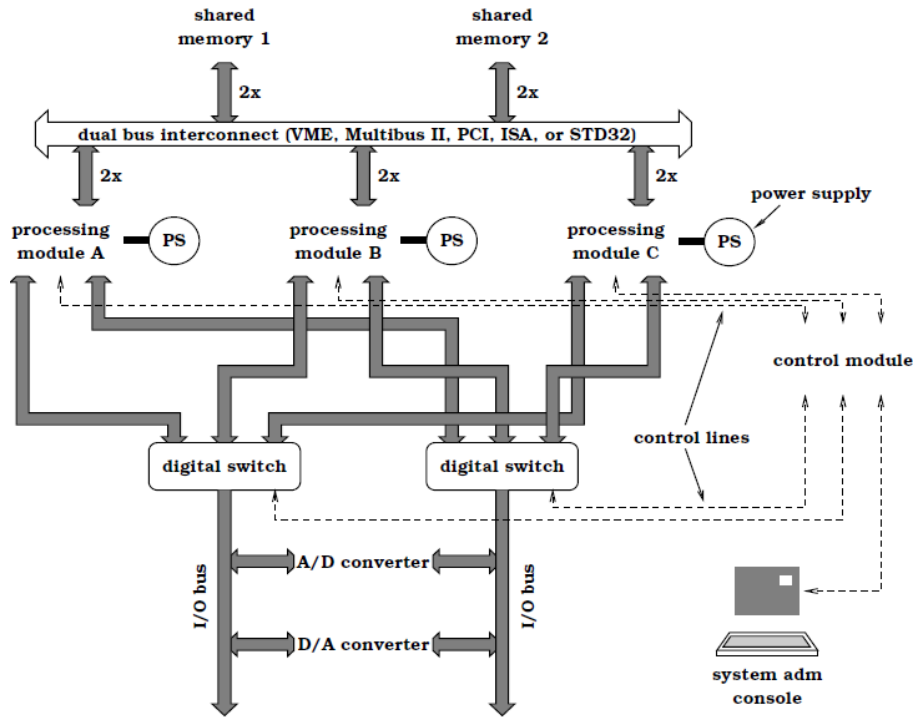 shared
memory 1
shared
memory 2
2x
2x
dual bus interconnect (VME, Multibus II, PCI, ISA, or STD32)
2x
2x
2x
power supply
processing
module A
PS
processing
module B
PS
processing
module C
PS
control module
control lines
digital switch
digital switch
I/O bus
A/D converter
I/O bus
D/A converter
system adm
console